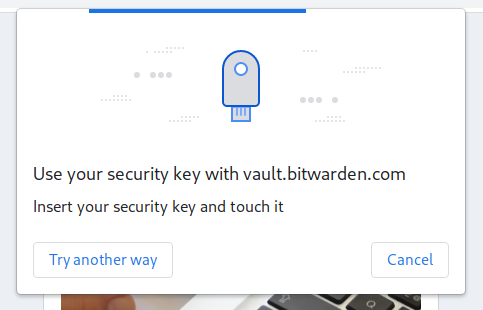 Use your security key with vault.bitwarden.com
Insert your security key and touch it
Try another way
Cancel